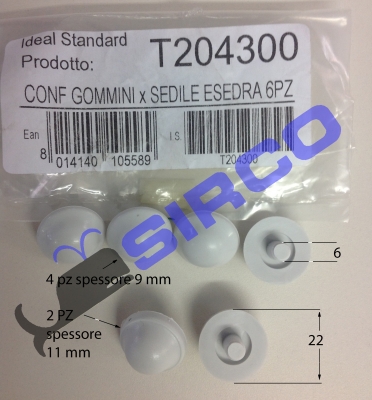 Ideal Standard
Prodotto:
T204300
CONF GOMMINI x SEDILE ESEDRA 6PZ
Ean
I.S.
8 014140 105589
T204300
SIRCO
6
4 pz spessore 9 mm
2 PZ
spessore
11 mm
22